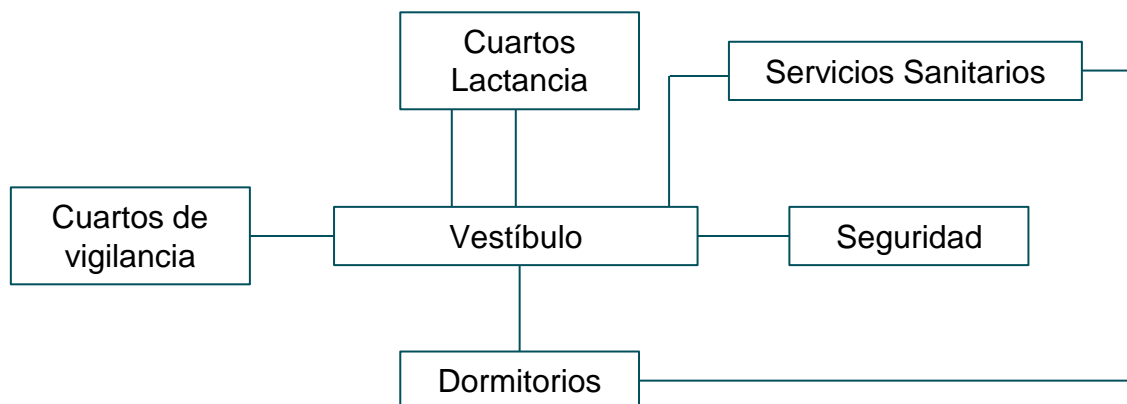 Cuartos
Lactancia
Servicios Sanitarios
Cuartos de
vigilancia
Vestíbulo
Seguridad
Dormitorios